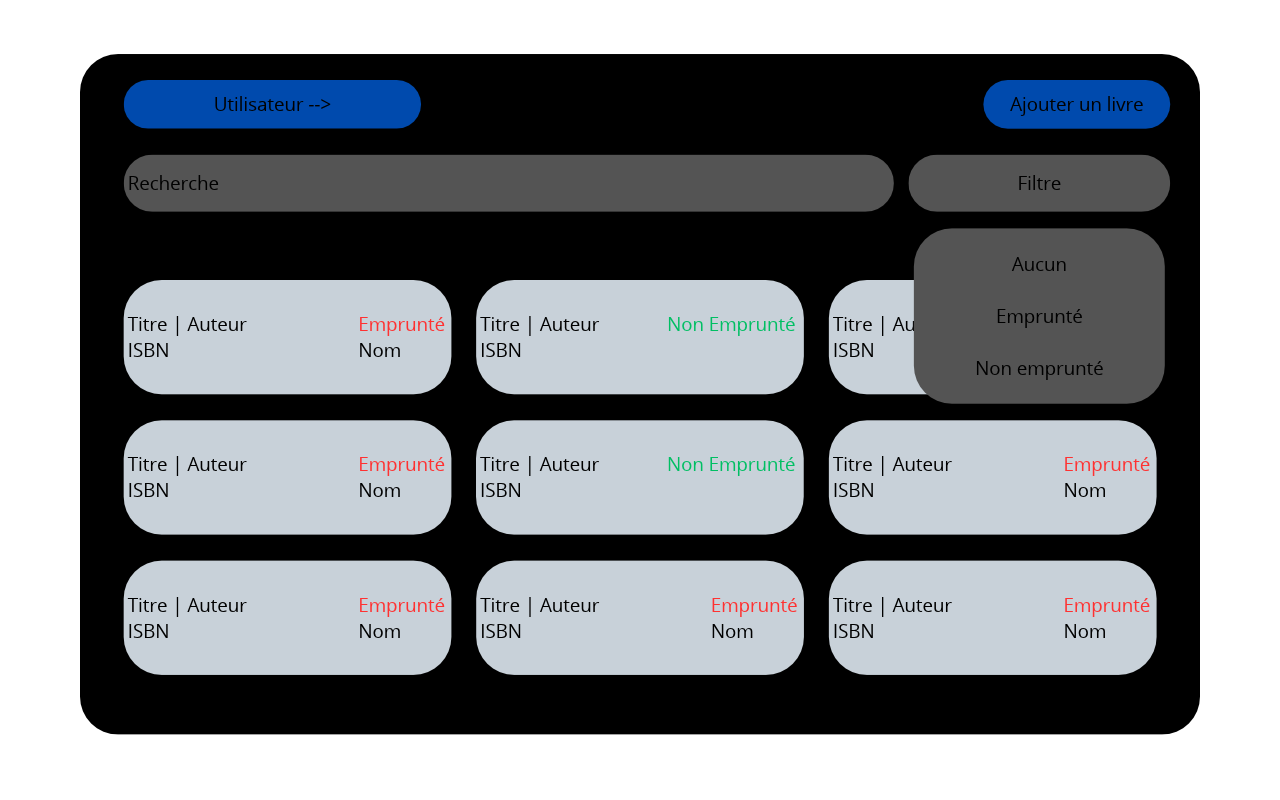 Utilisateur -->
Ajouter un livre
Recherche
Filtre
Aucun
Emprunté
Non emprunté
Titre | Auteur
Emprunté
ISBN
Nom
Titre | Auteur
Non Emprunté
ISBN
Titre |
ISBN
Titre | Auteur
Emprunté
ISBN
Nom
Titre | Auteur
Non Emprunté
ISBN
Titre | Auteur
Emprunté
ISBN
Nom
Titre | Auteur
Emprunté
ISBN
Nom
Titre | Auteur
Emprunté
ISBN
Nom
Titre | Auteur
Emprunté
ISBN
Nom